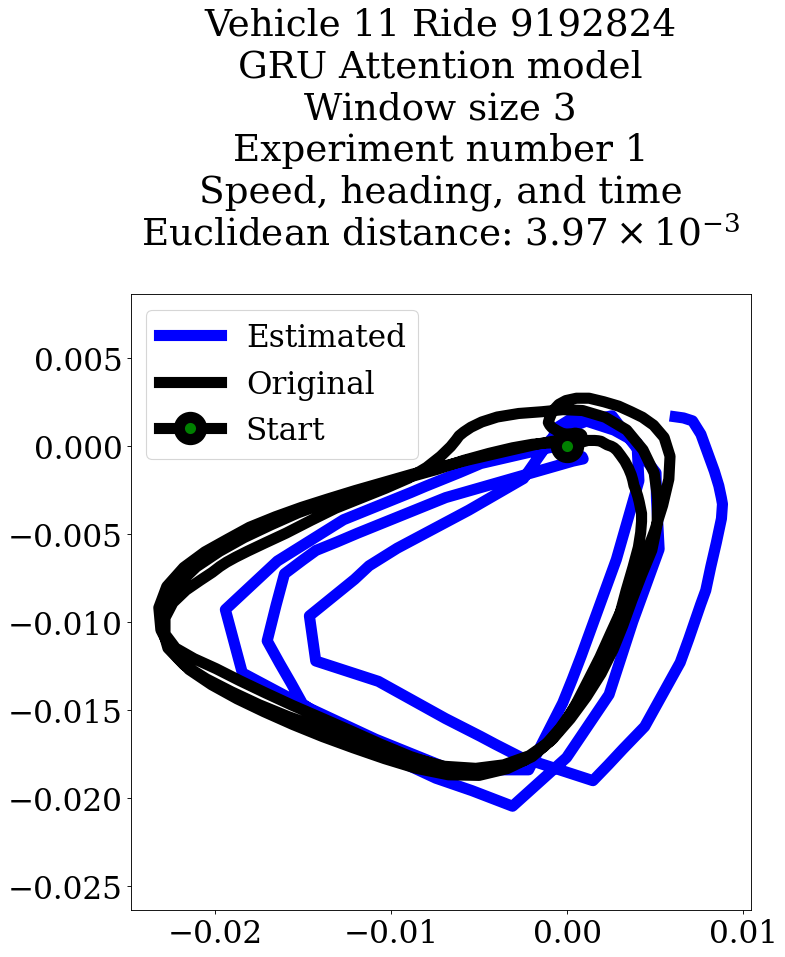 Vehicle 11 Ride 9192824
GRU Attention model
Window size 3
Experiment number 1
Speed, heading, and time
Euclidean distance: 3.97 × 10⁻³
Estimated
Original
Start
0.005
0.000
−0.005
−0.010
−0.015
−0.020
−0.025
−0.02
−0.01
0.00
0.01